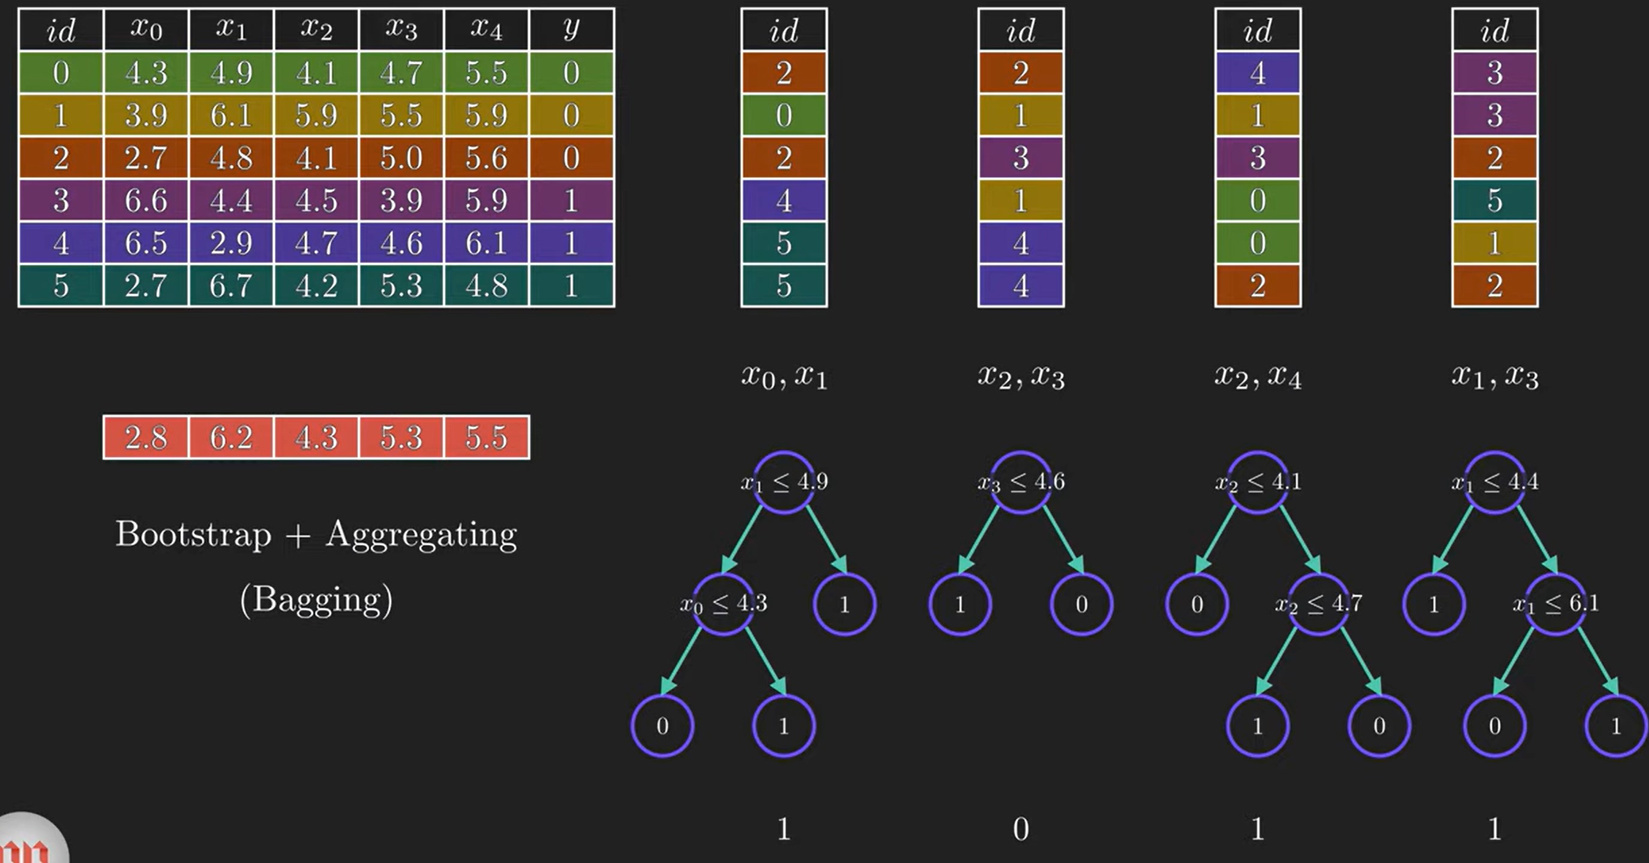 id x₀ x₁ x₂ x₃ x₄ y
0 4.3 4.9 4.1 4.7 5.5 0
1 3.9 6.1 5.9 5.5 5.9 0
2 2.7 4.8 4.1 5.0 5.6 0
3 6.6 4.4 4.5 3.9 5.9 1
4 6.5 2.9 4.7 4.6 6.1 1
5 2.7 6.7 4.2 5.3 4.8 1
id
2
0
2
4
5
5
id
2
1
3
1
4
4
id
4
1
3
0
0
2
id
3
3
2
5
1
2
x₀, x₁
x₂, x₃
x₂, x₄
x₁, x₃
2.8 6.2 4.3 5.3 5.5
Bootstrap + Aggregating
(Bagging)
x₁ ≤ 4.9
x₀ ≤ 4.3
1
0
1
x₃ ≤ 4.6
1
0
x₂ ≤ 4.1
0
x₂ ≤ 4.7
1
0
x₁ ≤ 4.4
1
x₁ ≤ 6.1
0
1
1
0
1
1